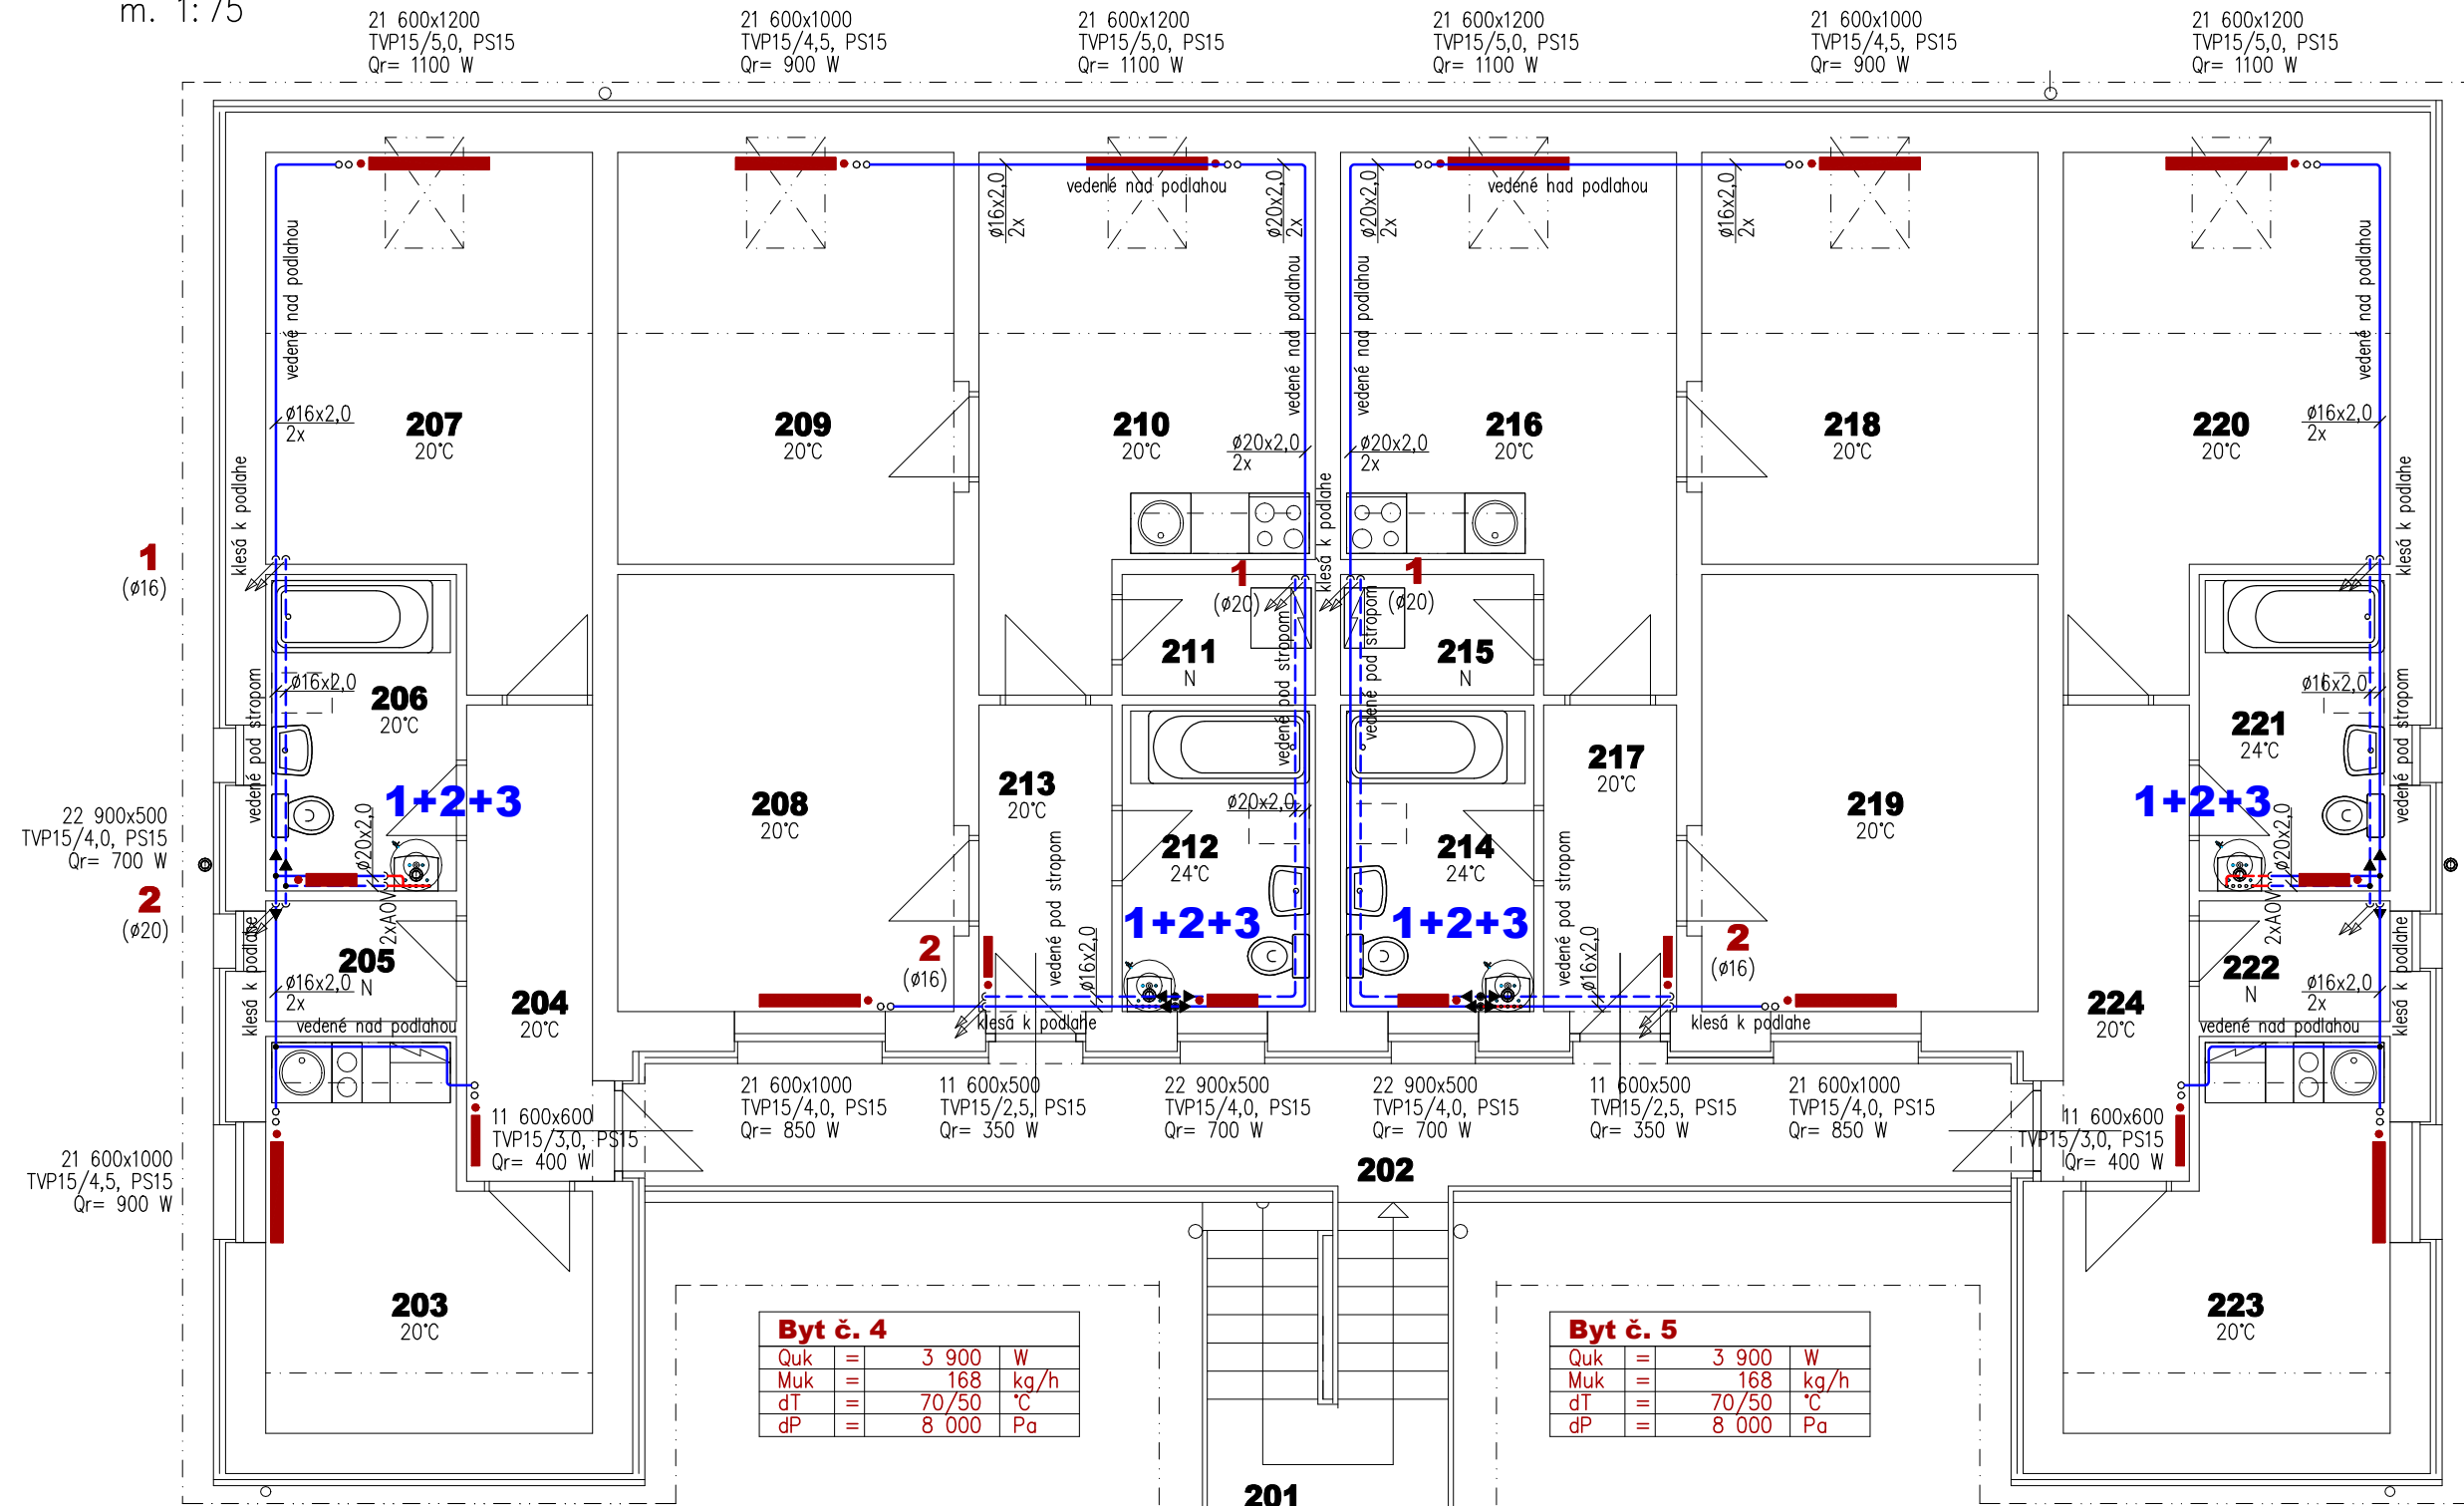 m. 1:75
21 600x1200
TVP15/5,0, PS15
Qr= 1100 W
21 600x1000
TVP15/4,5, PS15
Qr= 900 W
21 600x1200
TVP15/5,0, PS15
Qr= 1100 W
21 600x1200
TVP15/5,0, PS15
Qr= 1100 W
21 600x1000
TVP15/4,5, PS15
Qr= 900 W
21 600x1200
TVP15/5,0, PS15
Qr= 1100 W
vedené nad podlahou
vedené nad podlahou
ø16x2,0
2x
ø20x2,0
2x
ø20x2,0
2x
ø16x2,0
2x
vedené nad podlahou
vedené nad podlahou
vedené nad podlahou
vedené nad podlahou
ø16x2,0
2x
207
20°C
209
20°C
210
20°C
ø20x2,0
2x
ø20x2,0
2x
216
20°C
218
20°C
220
20°C
ø16x2,0
2x
klesá k podlahe
klesá k podlahe
klesá k podlahe
1
(ø16)
1
(ø20)
1
(ø20)
211
N
215
N
vedené pod stropom
vedené pod stropom
vedené pod stropom
vedené pod stropom
ø16x2,0
206
20°C
ø16x2,0
221
24°C
1+2+3
1+2+3
208
20°C
213
20°C
217
20°C
219
20°C
ø20x2,0
22 900x500
TVP15/4,0, PS15
Qr= 700 W
ø20x2,0
ø20x2,0
212
24°C
214
24°C
vedené pod stropom
vedené pod stropom
2
(ø20)
2xAOV
2xAOV
1+2+3
1+2+3
2
(ø16)
2
(ø16)
ø16x2,0
ø16x2,0
klesá k podlahe
klesá k podlahe
205
N
ø16x2,0
2x
222
N
ø16x2,0
2x
204
20°C
224
20°C
vedené nad podlahou
klesá k podlahe
klesá k podlahe
vedené nad podlahou
21 600x1000
TVP15/4,0, PS15
Qr= 850 W
11 600x500
TVP15/2,5, PS15
Qr= 350 W
22 900x500
TVP15/4,0, PS15
Qr= 700 W
22 900x500
TVP15/4,0, PS15
Qr= 700 W
11 600x500
TVP15/2,5, PS15
Qr= 350 W
21 600x1000
TVP15/4,0, PS15
Qr= 850 W
11 600x600
TVP15/3,0, PS15
Qr= 400 W
11 600x600
TVP15/3,0, PS15
Qr= 400 W
21 600x1000
TVP15/4,5, PS15
Qr= 900 W
202
203
20°C
223
20°C
Byt č. 4
Quk = 3 900 W
Muk = 168 kg/h
dT = 70/50 °C
dP = 8 000 Pa
Byt č. 5
Quk = 3 900 W
Muk = 168 kg/h
dT = 70/50 °C
dP = 8 000 Pa
201